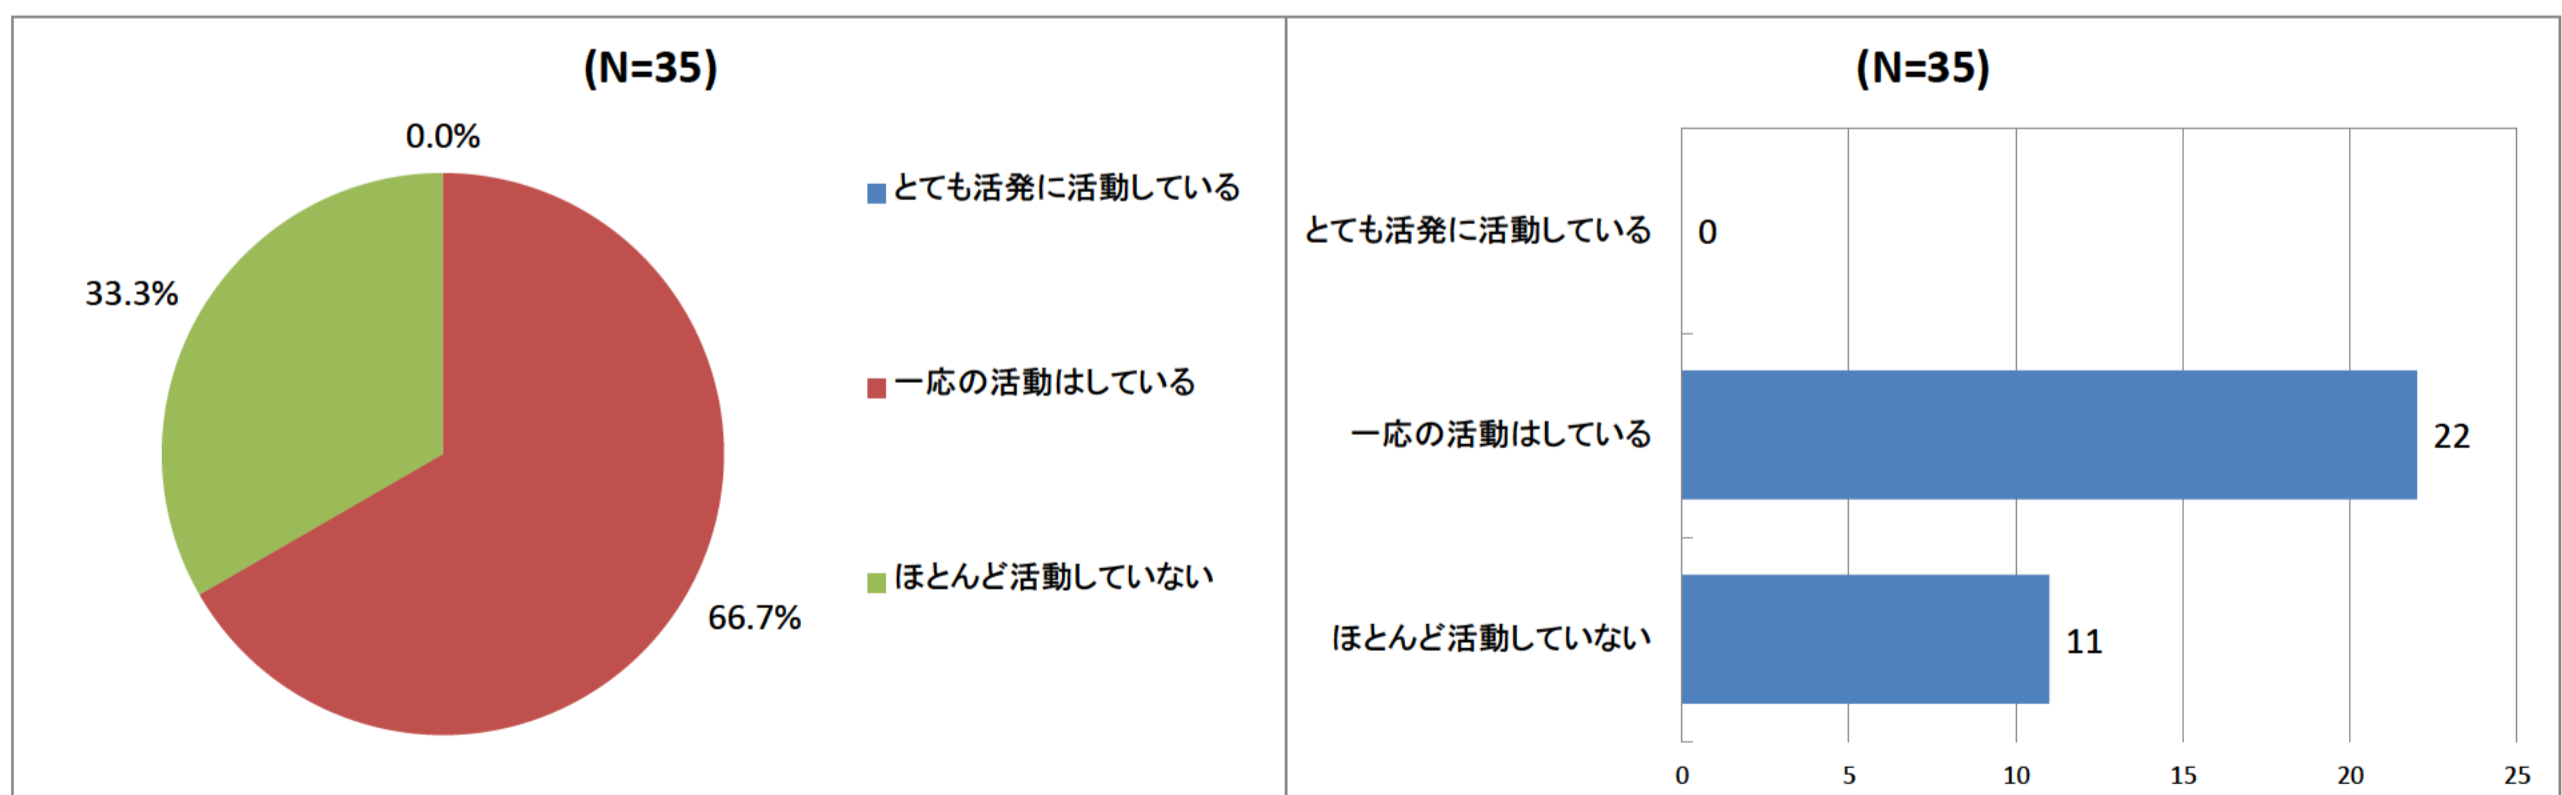 (N=35)
0.0%
33.3%
66.7%
とても活発に活動している
一応の活動はしている
ほとんど活動していない
(N=35)
とても活発に活動している
0
一応の活動はしている
22
ほとんど活動していない
11
0 5 10 15 20 25